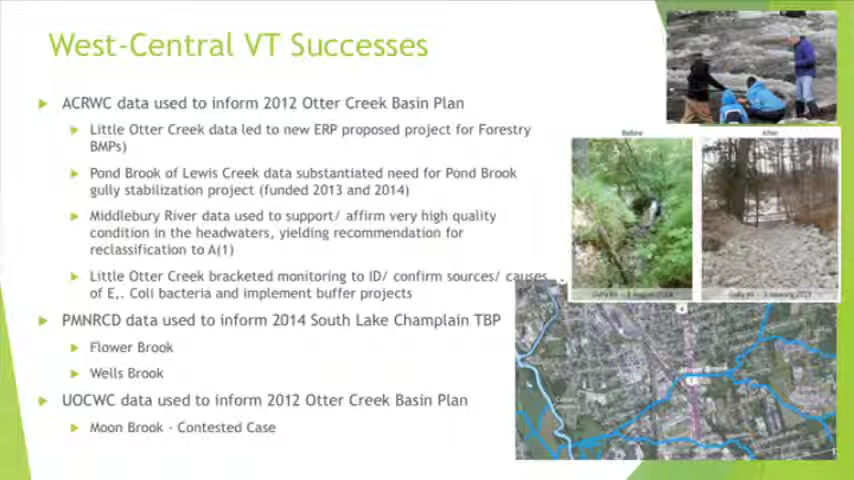 West-Central VT Successes
ACRWC data used to inform 2012 Otter Creek Basin Plan
Little Otter Creek data led to new ERP proposed project for Forestry
BMPs)
Pond Brook of Lewis Creek data substantiated need for Pond Brook
gully stabilization project (funded 2013 and 2014)
Middlebury River data used to support/ affirm very high quality
condition in the headwaters, yielding recommendation for
reclassification to A(1)
Little Otter Creek bracketed monitoring to ID/ confirm sources/ causes
of E,. Coli bacteria and implement buffer projects
PMNRCD data used to inform 2014 South Lake Champlain TBP
Flower Brook
Wells Brook
UOCWC data used to inform 2012 Otter Creek Basin Plan
Moon Brook - Contested Case
Before
After